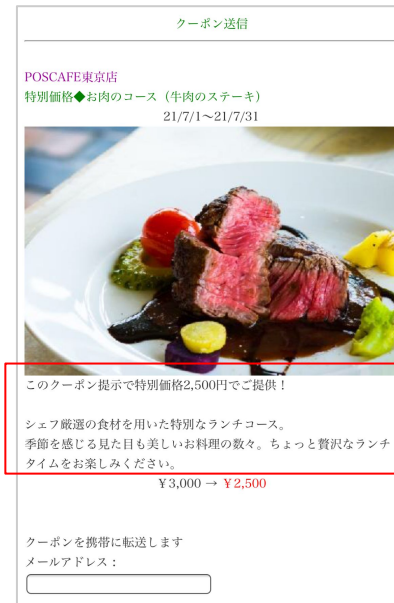 クーポン送信
POSCAFE東京店
特別価格◆お肉のコース（牛肉のステーキ）
21/7/1～21/7/31
このクーポン提示で特別価格2,500円でご提供！
シェフ厳選の食材を用いた特別なランチコース。
季節を感じる見た目も美しいお料理の数々。ちょっと贅沢なランチ
タイムをお楽しみください。
¥3,000 → ¥2,500
クーポンを携帯に転送します
メールアドレス：